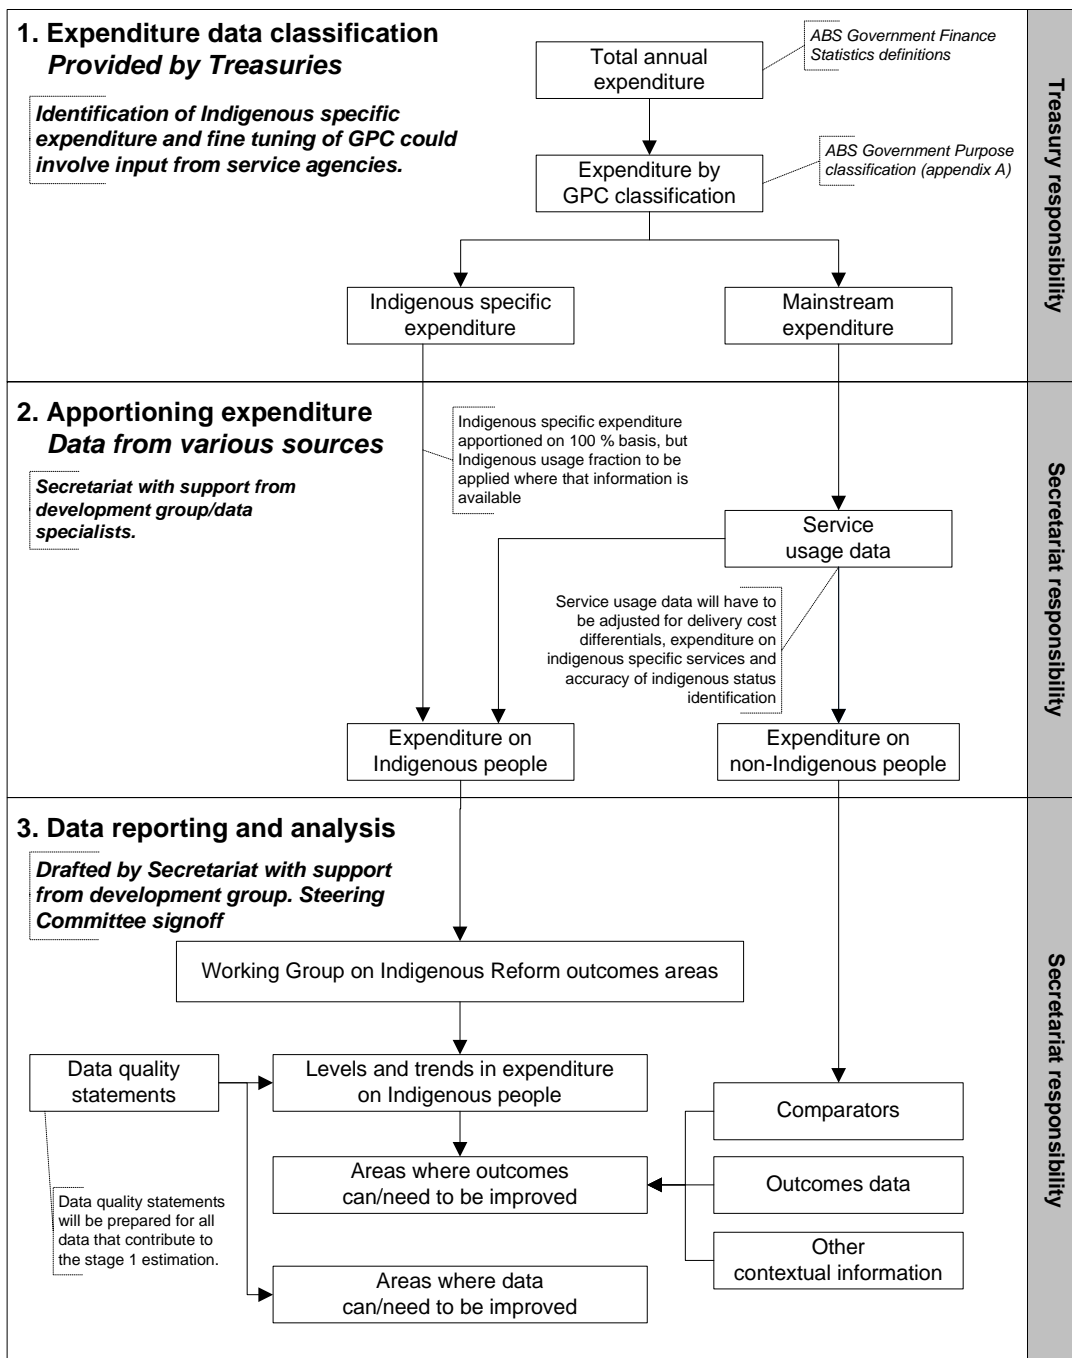 1. Expenditure data classification
Provided by Treasuries
Identification of Indigenous specific
expenditure and fine tuning of GPC could
involve input from service agencies.
Total annual
expenditure
ABS Government Finance
Statistics definitions
Expenditure by
GPC classification
ABS Government Purpose
classification (appendix A)
Indigenous specific
expenditure
Mainstream
expenditure
Treasury responsibility
2. Apportioning expenditure
Data from various sources
Secretariat with support from
development group/data
specialists.
Indigenous specific expenditure
apportioned on 100 % basis, but
Indigenous usage fraction to be
applied where that information is
available
Service
usage data
Service usage data will have to
be adjusted for delivery cost
differentials, expenditure on
indigenous specific services and
accuracy of indigenous status
identification
Expenditure on
Indigenous people
Expenditure on
non-Indigenous people
Secretariat responsibility
3. Data reporting and analysis
Drafted by Secretariat with support
from development group. Steering
Committee signoff
Working Group on Indigenous Reform outcomes areas
Data quality
statements
Levels and trends in expenditure
on Indigenous people
Comparators
Areas where outcomes
can/need to be improved
Outcomes data
Data quality statements
will be prepared for all
data that contribute to
the stage 1 estimation.
Other
contextual information
Areas where data
can/need to be improved
Secretariat responsibility